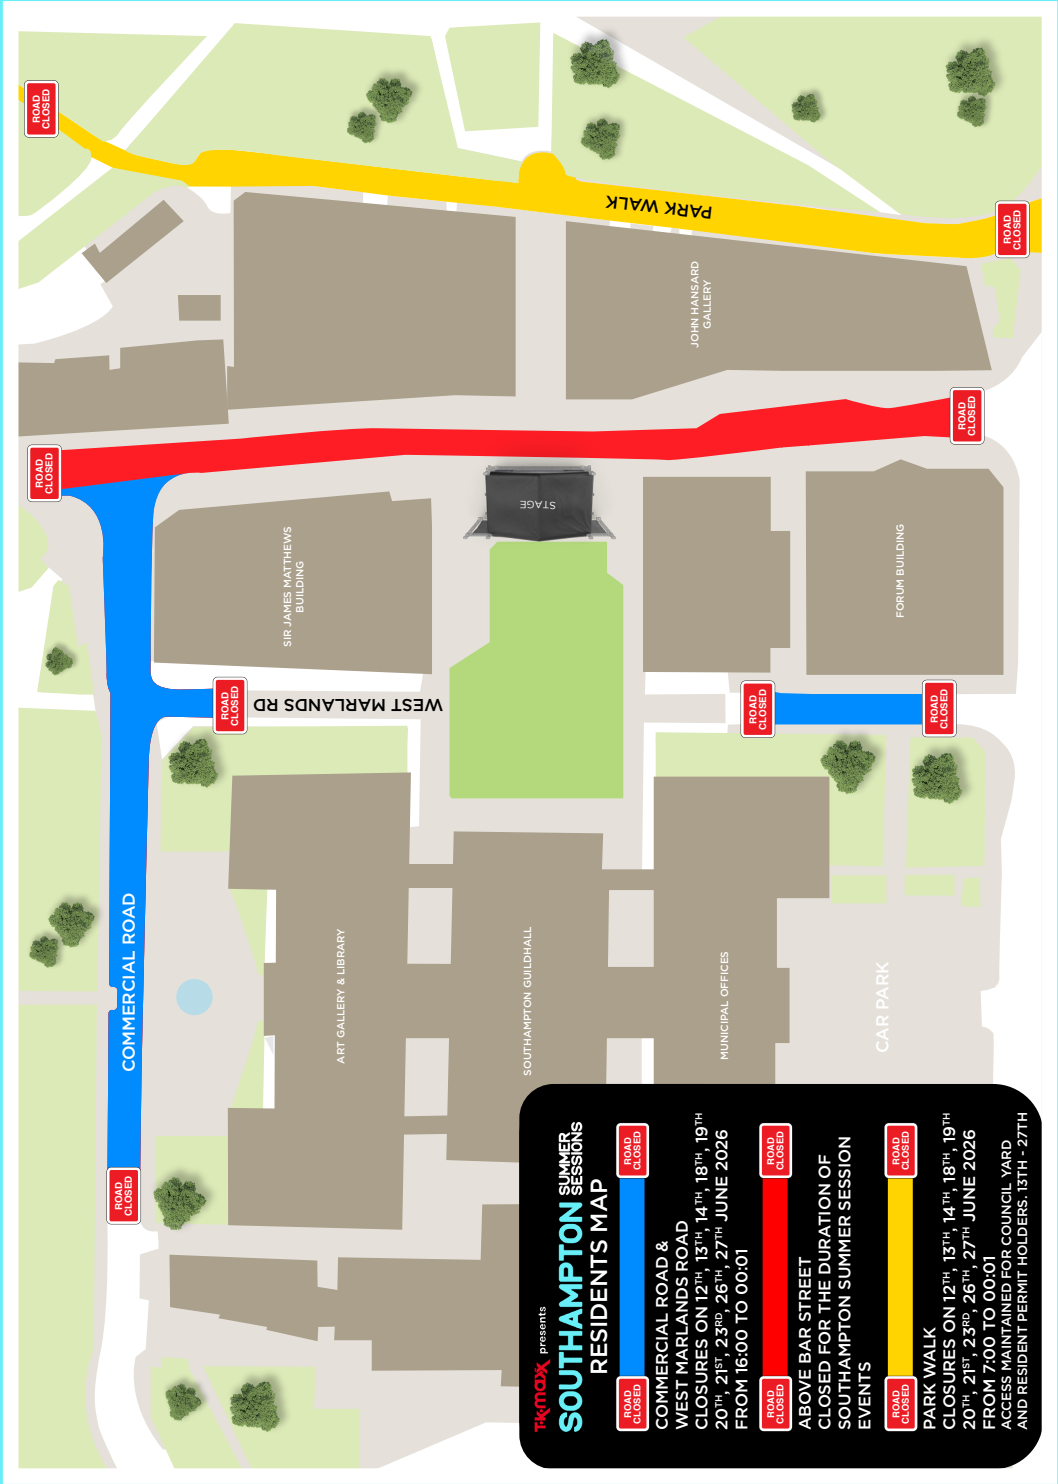 ROAD
CLOSED
PARK WALK
ROAD
CLOSED
JOHN HANSARD
GALLERY
ROAD
CLOSED
ROAD
CLOSED
STAGE
SIR JAMES MATTHEWS
BUILDING
FORUM BUILDING
ROAD
CLOSED
WEST MARLANDS RD
ROAD
CLOSED
ROAD
CLOSED
COMMERCIAL ROAD
ART GALLERY & LIBRARY
SOUTHAMPTON GUILDHALL
MUNICIPAL OFFICES
CAR PARK
ROAD
CLOSED
TK maxx presents
SOUTHAMPTON SUMMER
SESSIONS
RESIDENTS MAP
ROAD
CLOSED
ROAD
CLOSED
COMMERCIAL ROAD &
WEST MARLANDS ROAD
CLOSURES ON 12TH, 13TH, 14TH, 18TH, 19TH
20TH, 21ST, 23RD, 26TH, 27TH JUNE 2026
FROM 16:00 TO 00:01
ROAD
CLOSED
ROAD
CLOSED
ABOVE BAR STREET
CLOSED FOR THE DURATION OF
SOUTHAMPTON SUMMER SESSION
EVENTS
ROAD
CLOSED
ROAD
CLOSED
PARK WALK
CLOSURES ON 12TH, 13TH, 14TH, 18TH, 19TH
20TH, 21ST, 23RD, 26TH, 27TH JUNE 2026
FROM 7:00 TO 00:01
ACCESS MAINTAINED FOR COUNCIL YARD
AND RESIDENT PERMIT HOLDERS. 13TH - 27TH